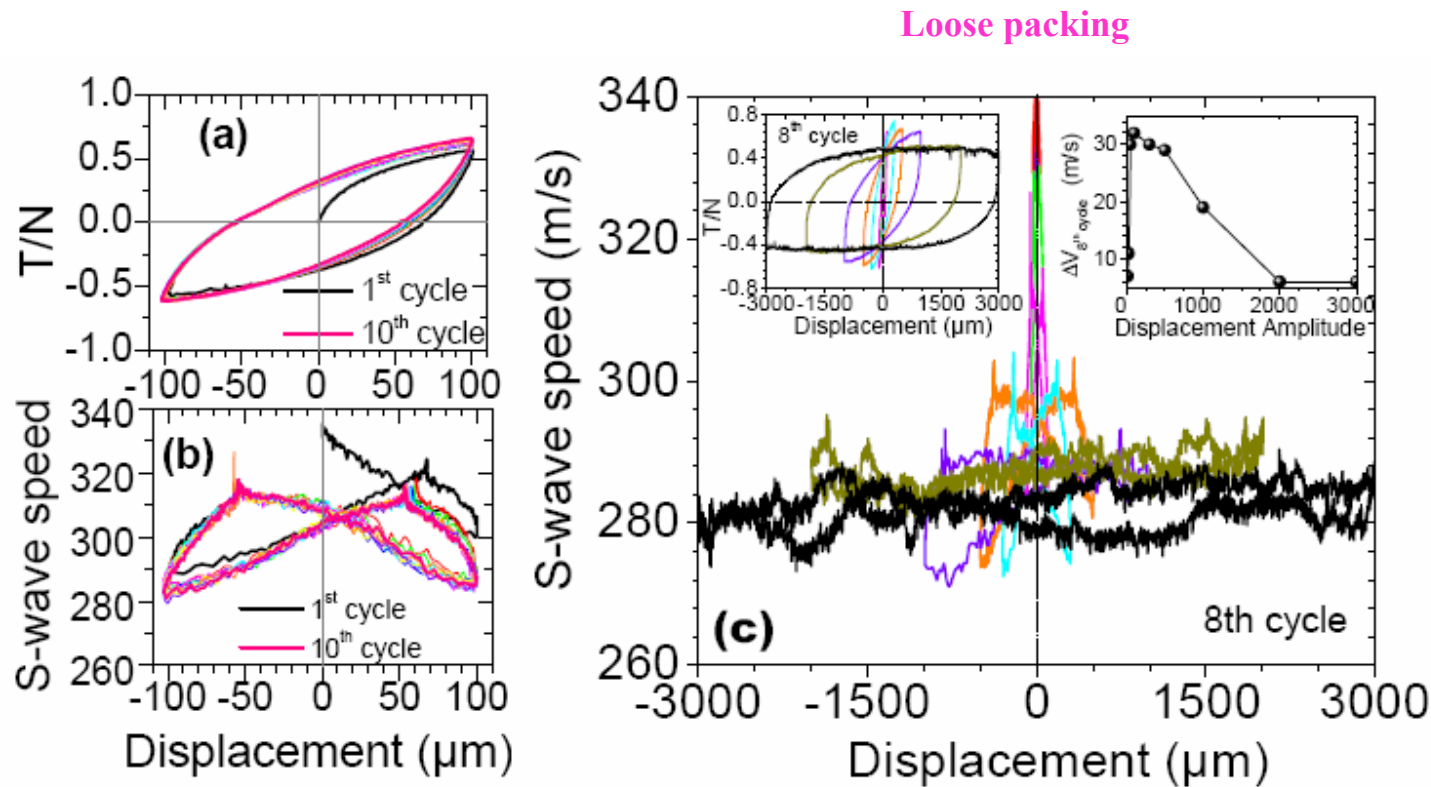 Loose packing
(a)
T/N
1.0
0.5
0.0
-0.5
-1.0
1st cycle
10th cycle
-100 -50 0 50 100
(b)
S-wave speed
340
320
300
280
260
1st cycle
10th cycle
-100 -50 0 50 100
Displacement (μm)
S-wave speed (m/s)
340
320
300
280
260
8th cycle
T/N
0.8
0.4
0.0
-0.4
-0.8
-3000 -1500 0 1500 3000
Displacement (μm)
ΔV8th cycle (m/s)
30
20
10
0 1000 2000 3000
Displacement Amplitude
(c)
8th cycle
-3000 -1500 0 1500 3000
Displacement (μm)